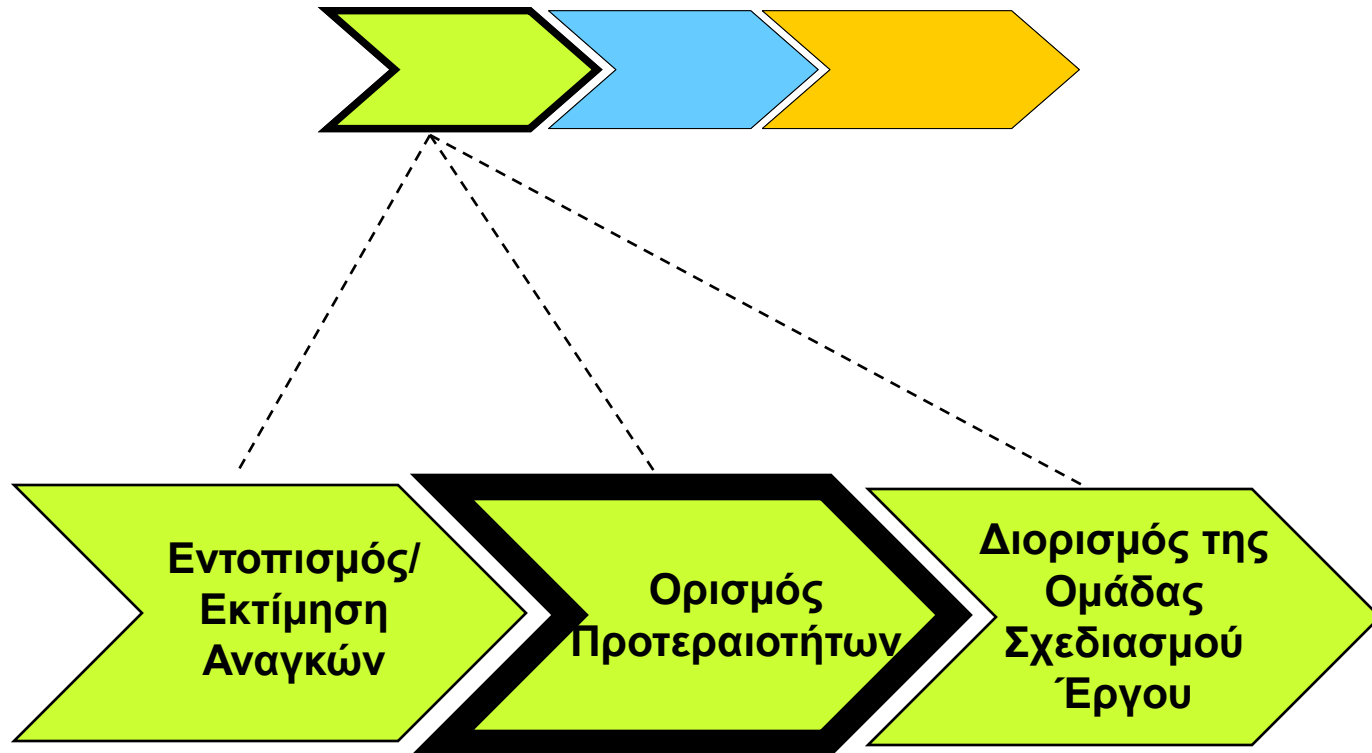 Εντοπισμός/
Εκτίμηση
Αναγκών
Ορισμός
Προτεραιοτήτων
Διορισμός της
Ομάδας
Σχεδιασμού
Έργου